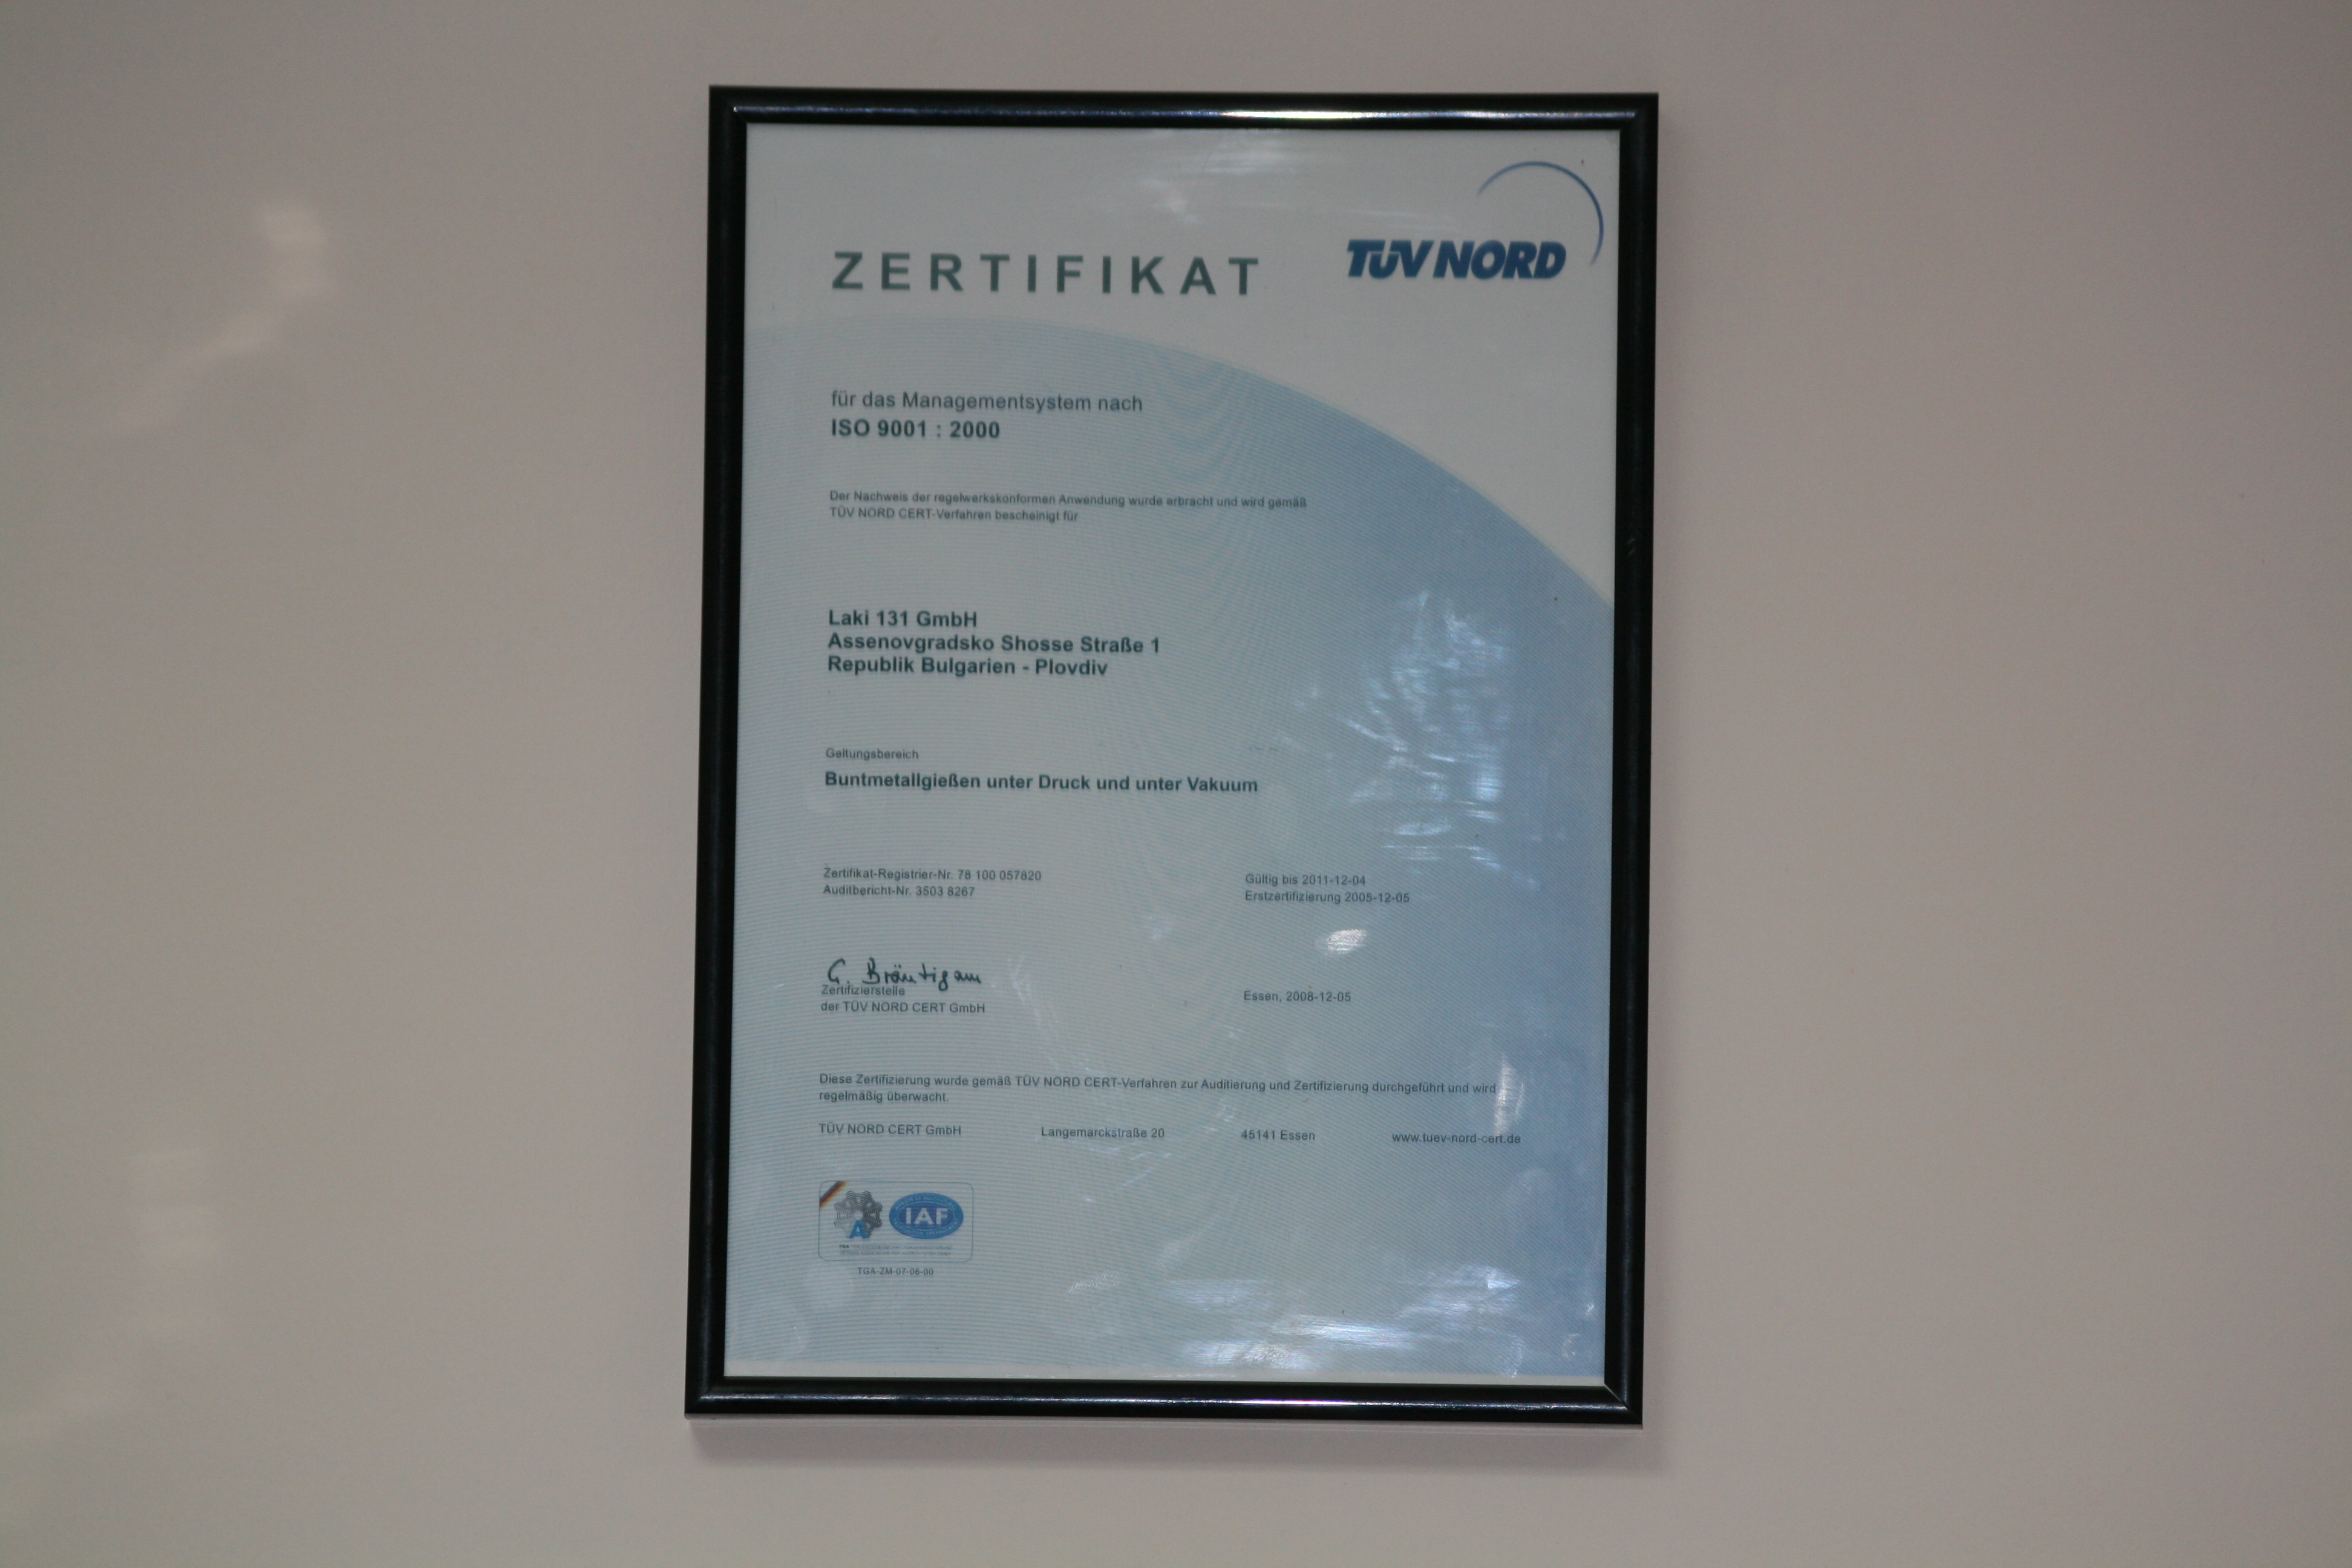 ZERTIFIKAT
TÜV NORD
für das Managementsystem nach
ISO 9001 : 2000
Der Nachweis der regelwerkskonformen Anwendung wurde erbracht und wird gemäß
TÜV NORD CERT-Verfahren bescheinigt für
Laki 131 GmbH
Assenovgradsko Shosse Straße 1
Republik Bulgarien - Plovdiv
Geltungsbereich
Buntmetallgießen unter Druck und unter Vakuum
Zertifikat-Registrier-Nr. 78 100 057820
Auditbericht-Nr. 3503 8267
Gültig bis 2011-12-04
Erstzertifizierung 2005-12-05
G. Bräutigam
Zertifizierstelle
der TÜV NORD CERT GmbH
Essen, 2008-12-05
Diese Zertifizierung wurde gemäß TÜV NORD CERT-Verfahren zur Auditierung und Zertifizierung durchgeführt und wird
regelmäßig überwacht.
TÜV NORD CERT GmbH Langemarckstraße 20 45141 Essen www.tuev-nord-cert.de
IAF
TGA-ZM-07-06-00